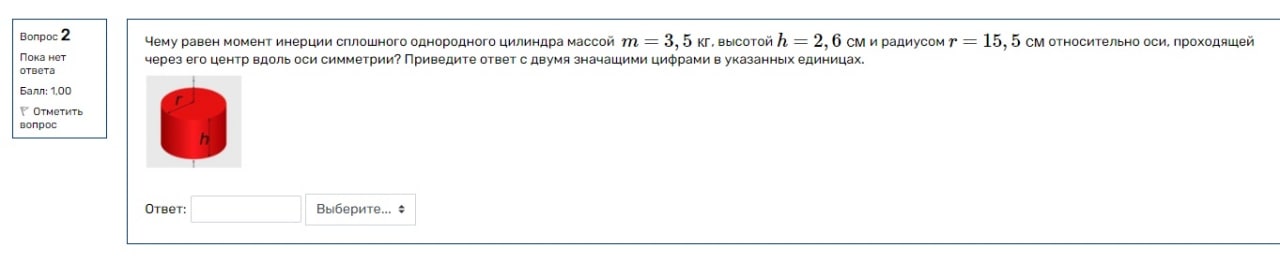 Вопрос 2
Пока нет
ответа
Балл: 1,00
Отметить
вопрос
Чему равен момент инерции сплошного однородного цилиндра массой m = 3, 5 кг, высотой h = 2, 6 см и радиусом r = 15, 5 см относительно оси, проходящей
через его центр вдоль оси симметрии? Приведите ответ с двумя значащими цифрами в указанных единицах.
r
h
Ответ: Выберите...